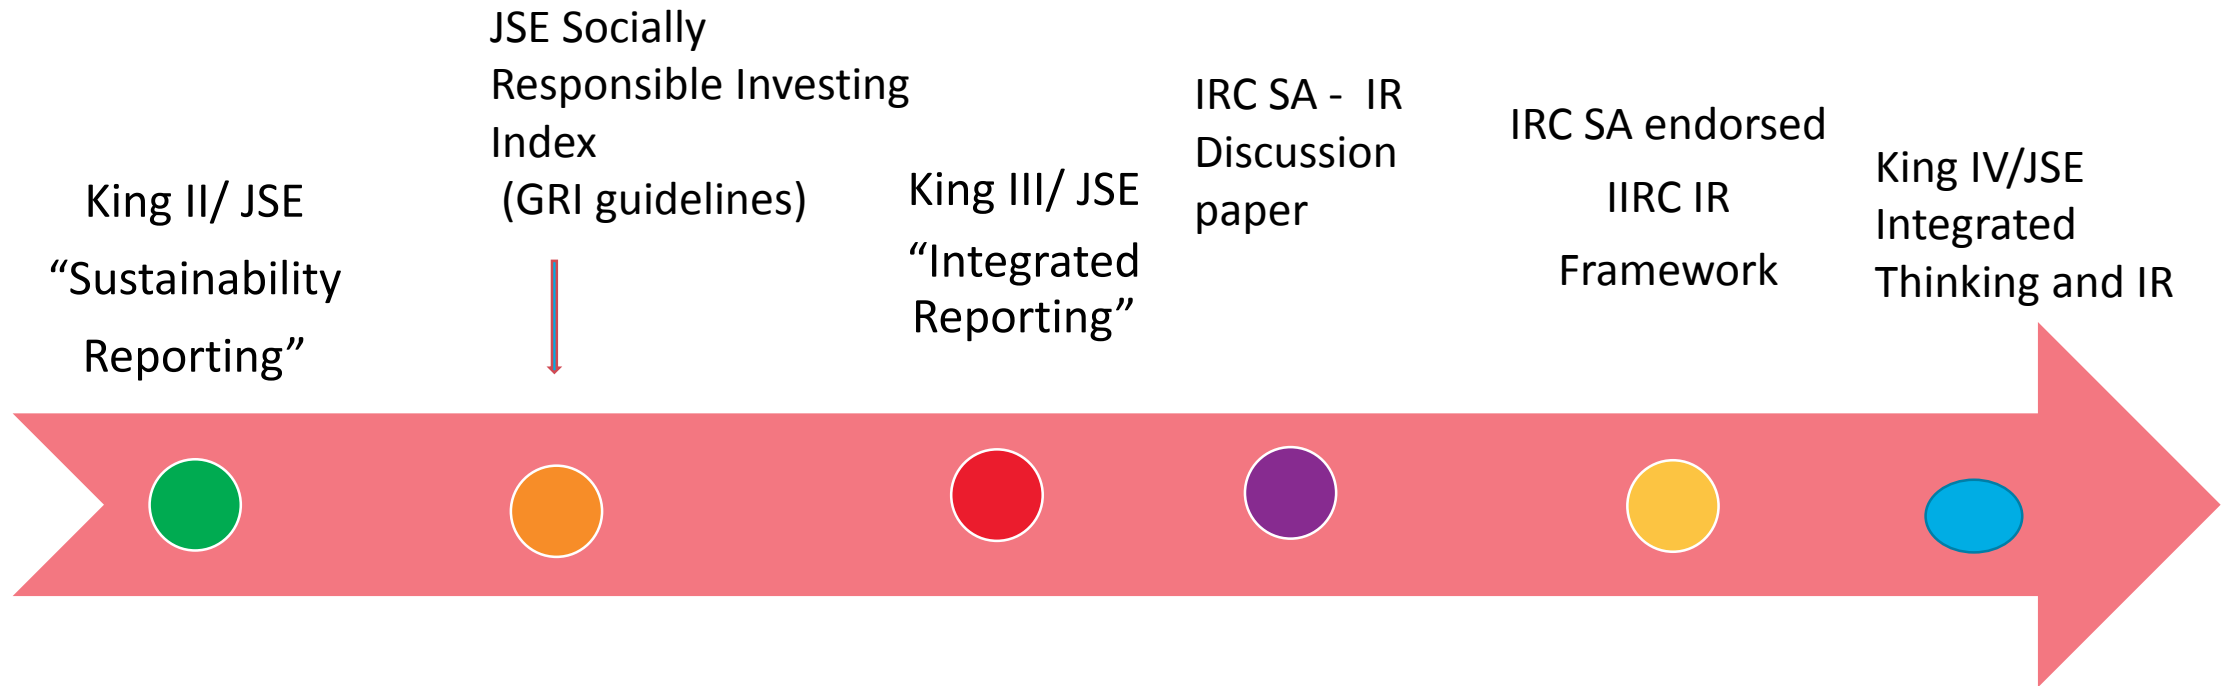 King II/ JSE
“Sustainability
Reporting”
JSE Socially
Responsible Investing
Index
(GRI guidelines)
King III/ JSE
“Integrated
Reporting”
IRC SA -  IR
Discussion
paper
IRC SA endorsed
IIRC IR
Framework
King IV/JSE
Integrated
Thinking and IR